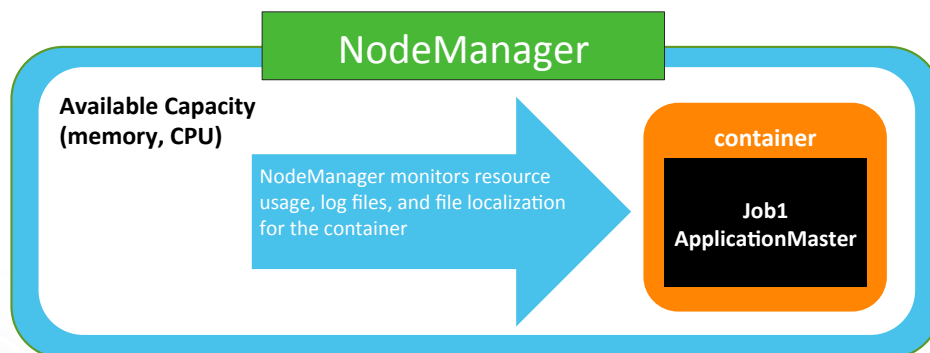 NodeManager
Available Capacity
(memory, CPU)
NodeManager monitors resource
usage, log files, and file localization
for the container
container
Job1
ApplicationMaster